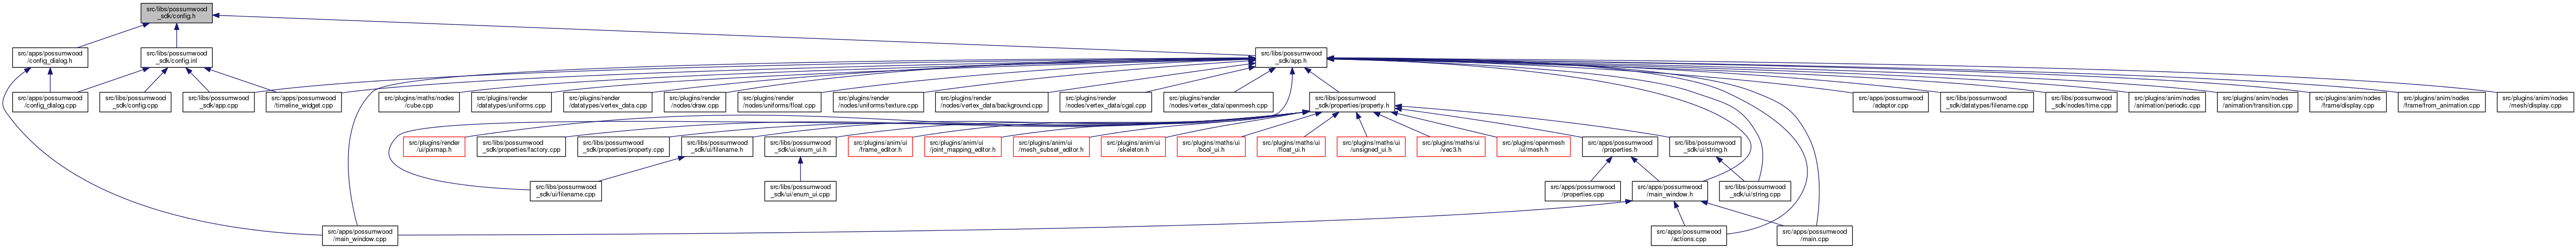 src/libs/possumwood
_sdk/config.h
src/apps/possumwood
/config_dialog.h
src/libs/possumwood
_sdk/config.inl
src/libs/possumwood
_sdk/app.h
src/apps/possumwood
/config_dialog.cpp
src/libs/possumwood
_sdk/config.cpp
src/libs/possumwood
_sdk/app.cpp
src/apps/possumwood
/timeline_widget.cpp
src/plugins/maths/nodes
/cube.cpp
src/plugins/render
/datatypes/uniforms.cpp
src/plugins/render
/datatypes/vertex_data.cpp
src/plugins/render
/nodes/draw.cpp
src/plugins/render
/nodes/uniforms/float.cpp
src/plugins/render
/nodes/uniforms/texture.cpp
src/plugins/render
/nodes/vertex_data/background.cpp
src/plugins/render
/nodes/vertex_data/cgal.cpp
src/plugins/render
/nodes/vertex_data/openmesh.cpp
src/libs/possumwood
_sdk/properties/property.h
src/apps/possumwood
/adaptor.cpp
src/libs/possumwood
_sdk/datatypes/filename.cpp
src/libs/possumwood
_sdk/nodes/time.cpp
src/plugins/anim/nodes
/animation/periodic.cpp
src/plugins/anim/nodes
/animation/transition.cpp
src/plugins/anim/nodes
/frame/display.cpp
src/plugins/anim/nodes
/frame/from_animation.cpp
src/plugins/anim/nodes
/mesh/display.cpp
src/plugins/render
/ui/pixmap.h
src/libs/possumwood
_sdk/properties/factory.cpp
src/libs/possumwood
_sdk/properties/property.cpp
src/libs/possumwood
_sdk/ui/filename.h
src/libs/possumwood
_sdk/ui/enum_ui.h
src/plugins/anim/ui
/frame_editor.h
src/plugins/anim/ui
/joint_mapping_editor.h
src/plugins/anim/ui
/mesh_subset_editor.h
src/plugins/anim/ui
/skeleton.h
src/plugins/maths/ui
/bool_ui.h
src/plugins/maths/ui
/float_ui.h
src/plugins/maths/ui
/unsigned_ui.h
src/plugins/maths/ui
/vec3.h
src/plugins/openmesh
/ui/mesh.h
src/apps/possumwood
/properties.h
src/libs/possumwood
_sdk/ui/string.h
src/libs/possumwood
_sdk/ui/filename.cpp
src/libs/possumwood
_sdk/ui/enum_ui.cpp
src/apps/possumwood
/properties.cpp
src/apps/possumwood
/main_window.h
src/libs/possumwood
_sdk/ui/string.cpp
src/apps/possumwood
/main_window.cpp
src/apps/possumwood
/actions.cpp
src/apps/possumwood
/main.cpp